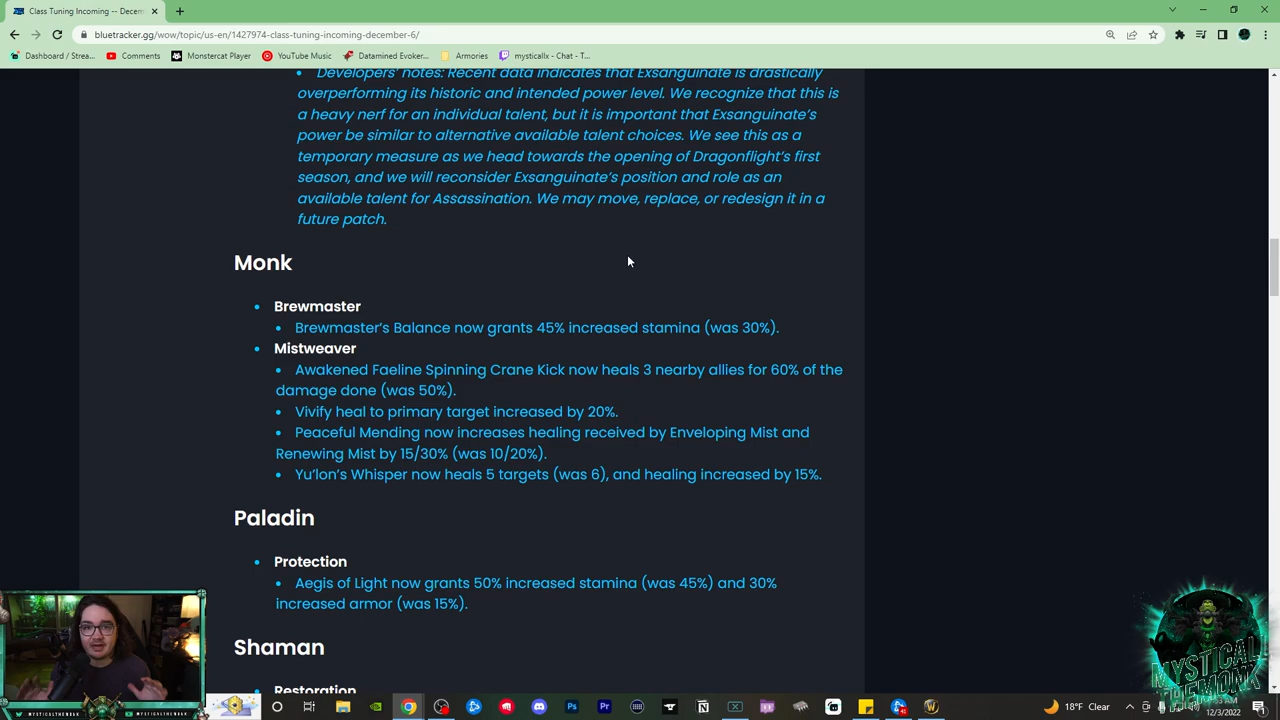 Class Tuning Incoming -- Decem
bluetracker.gg/wow/topic/us-en/1427974-class-tuning-incoming-december-6/
Dashboard / Strea...
Comments
Monstercat Player
YouTube Music
Datamined Evoker...
Armories
mysticallx - Chat - T...
Developers' notes: Recent data indicates that Exsanguinate is drastically
overperforming its historic and intended power level. We recognize that this is
a heavy nerf for an individual talent, but it is important that Exsanguinate's
power be similar to alternative available talent choices. We see this as a
temporary measure as we head towards the opening of Dragonflight's first
season, and we will reconsider Exsanguinate's position and role as an
available talent for Assassination. We may move, replace, or redesign it in a
future patch.
Monk
Brewmaster
Brewmaster's Balance now grants 45% increased stamina (was 30%).
Mistweaver
Awakened Faeline Spinning Crane Kick now heals 3 nearby allies for 60% of the
damage done (was 50%).
Vivify heal to primary target increased by 20%.
Peaceful Mending now increases healing received by Enveloping Mist and
Renewing Mist by 15/30% (was 10/20%).
Yu'lon's Whisper now heals 5 targets (was 6), and healing increased by 15%.
Paladin
Protection
Aegis of Light now grants 50% increased stamina (was 45%) and 30%
increased armor (was 15%).
Shaman
Restoration
MYSTICALTHEMONK
MYSTICALTHEMONK
MYSTICAL
THEMONK
18°F Clear
12/3/2022